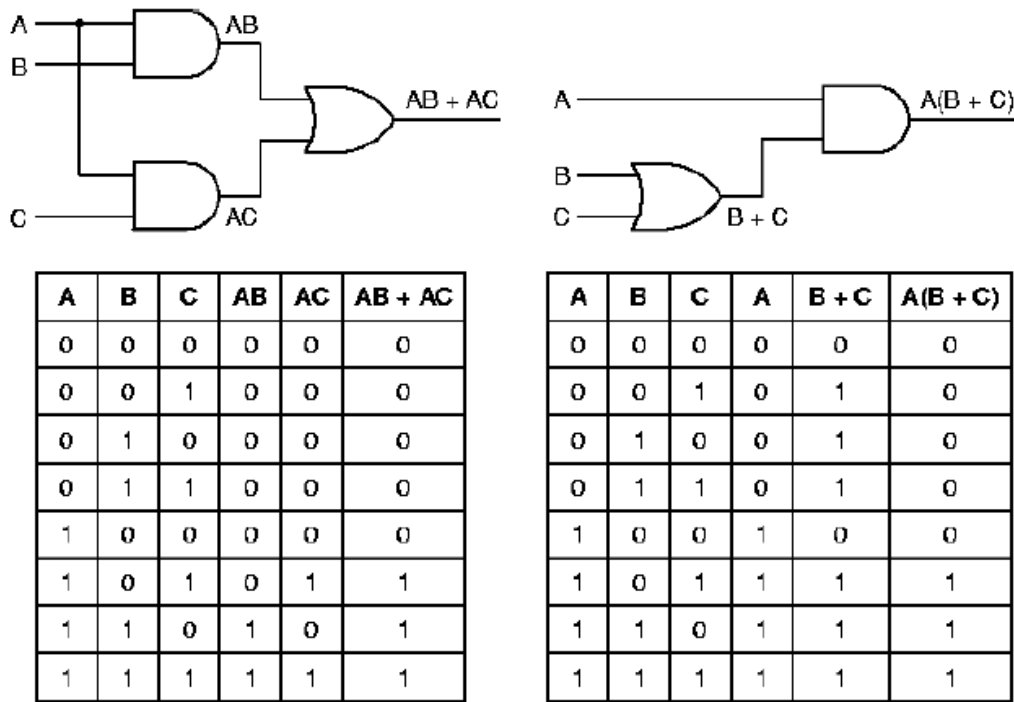 A
B
C
AB
AC
AB + AC
A
B
C
B + C
A(B + C)
A B C AB AC AB + AC
0 0 0 0 0 0
0 0 1 0 0 0
0 1 0 0 0 0
0 1 1 0 0 0
1 0 0 0 0 0
1 0 1 0 1 1
1 1 0 1 0 1
1 1 1 1 1 1
A B C A B + C A(B + C)
0 0 0 0 0 0
0 0 1 0 1 0
0 1 0 0 1 0
0 1 1 0 1 0
1 0 0 1 0 0
1 0 1 1 1 1
1 1 0 1 1 1
1 1 1 1 1 1